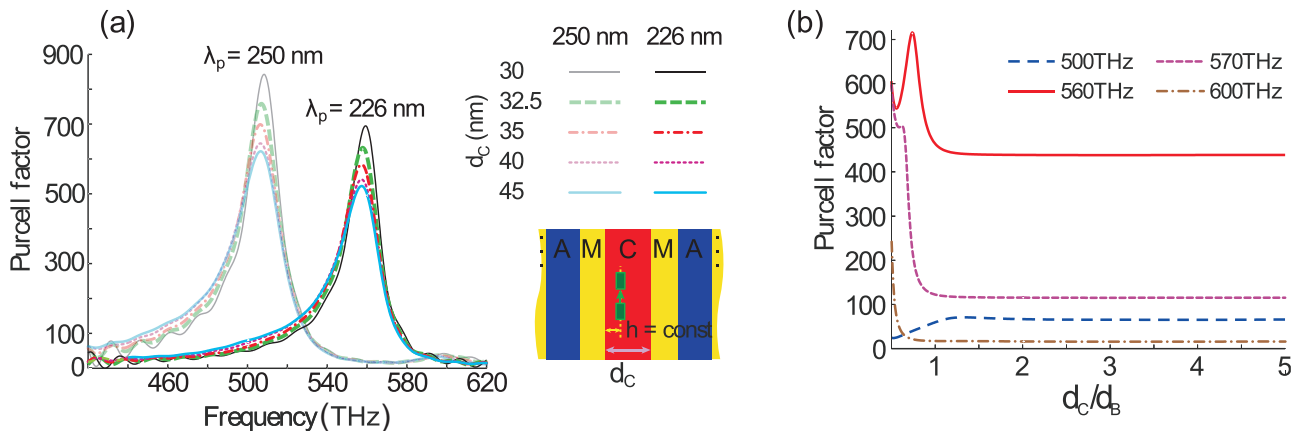 (a)
Purcell factor
900
700
500
300
100
0
λp = 250 nm
λp = 226 nm
460
500
540
580
620
Frequency (THz)
250 nm 226 nm
dC (nm)
30
32.5
35
40
45
A M C M A
h = const
dC
(b)
Purcell factor
700
600
500
400
300
200
100
0
500THz 570THz
560THz 600THz
1 2 3 4 5
dC/dB